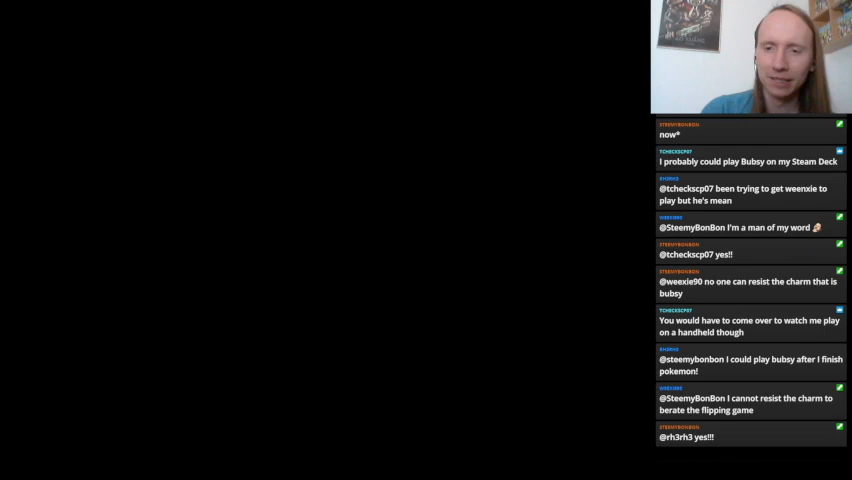 STEEMYBONBON
now*
TCHECKSCP07
I probably could play Bubsy on my Steam Deck
RH3RH3
@tcheckscp07 been trying to get weenxie to
play but he's mean
WEEXIE90
@SteemyBonBon I'm a man of my word
STEEMYBONBON
@tcheckscp07 yes!!
STEEMYBONBON
@weexie90 no one can resist the charm that is
bubsy
TCHECKSCP07
You would have to come over to watch me play
on a handheld though
RH3RH3
@steemybonbon I could play bubsy after I finish
pokemon!
WEEXIE90
@SteemyBonBon I cannot resist the charm to
berate the flipping game
STEEMYBONBON
@rh3rh3 yes!!!